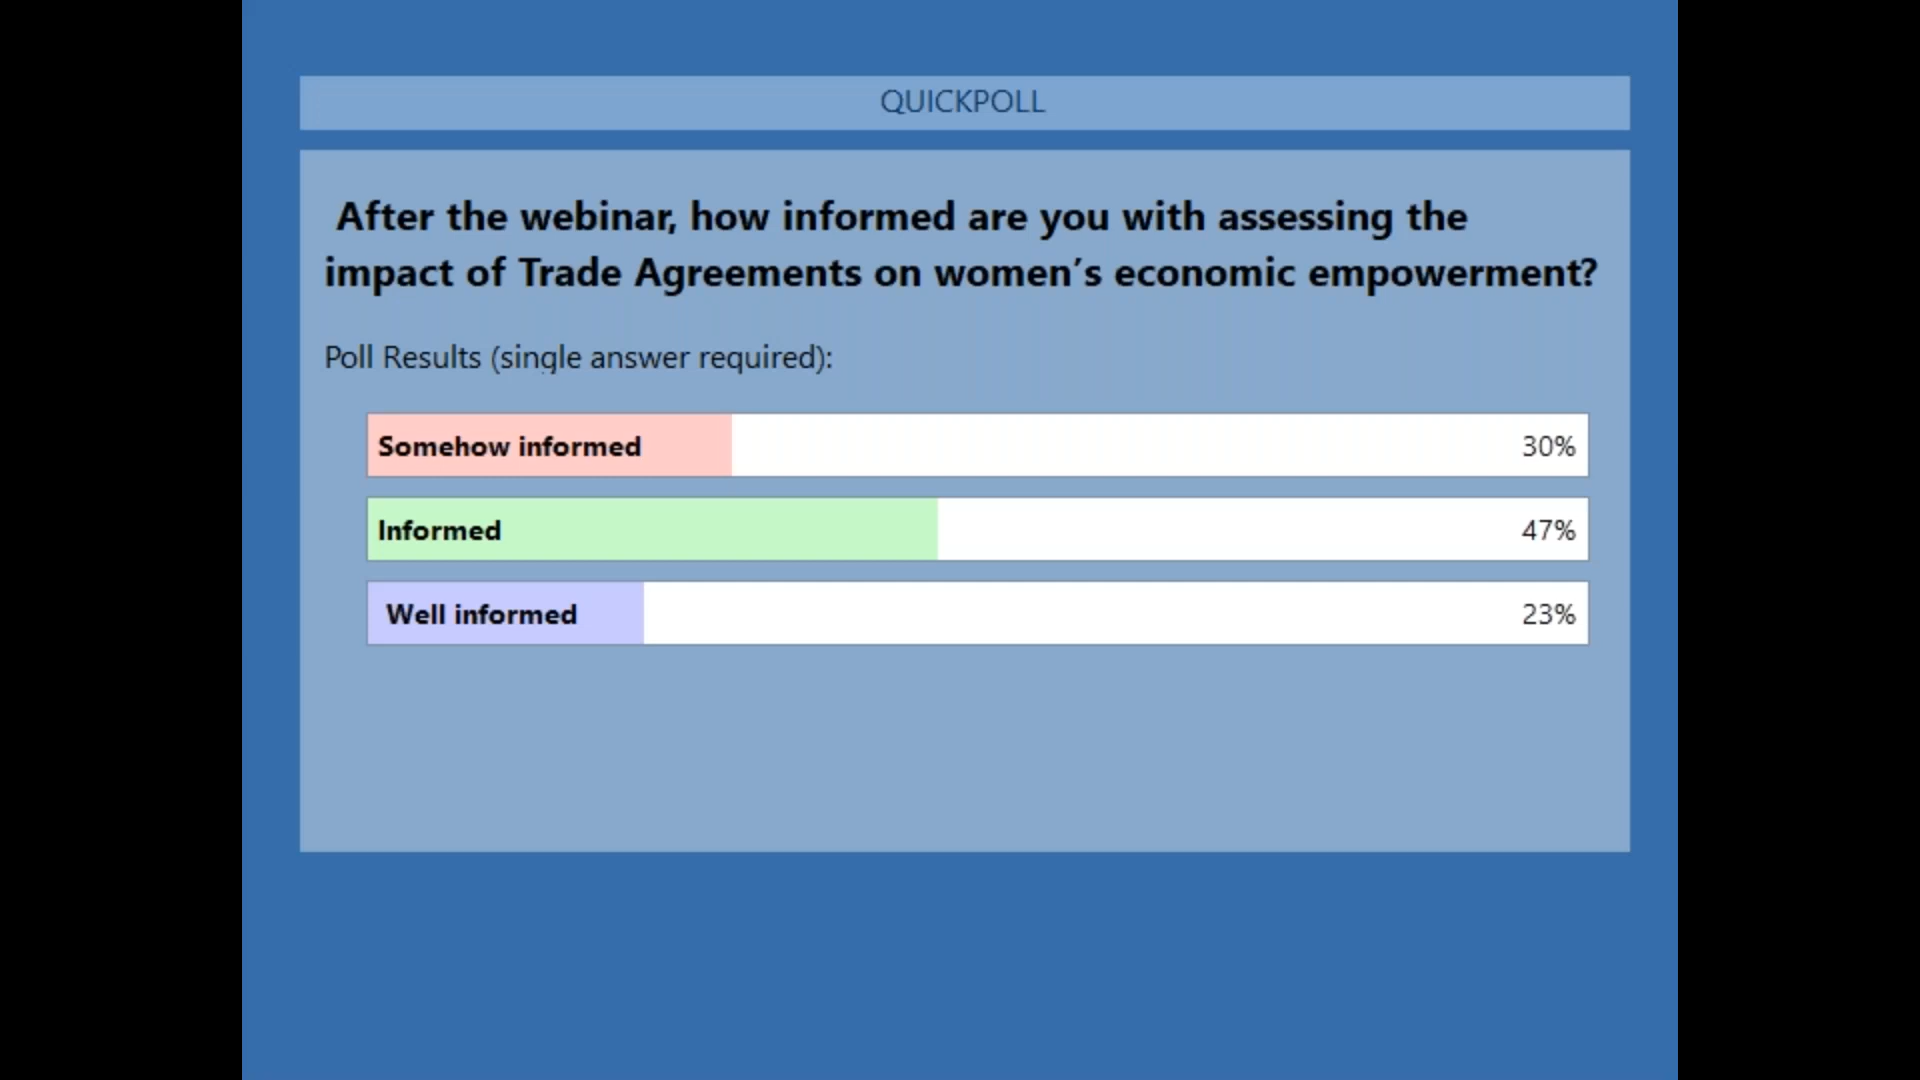 QUICKPOLL
After the webinar, how informed are you with assessing the
impact of Trade Agreements on women’s economic empowerment?
Poll Results (single answer required):
Somehow informed 30%
Informed 47%
Well informed 23%